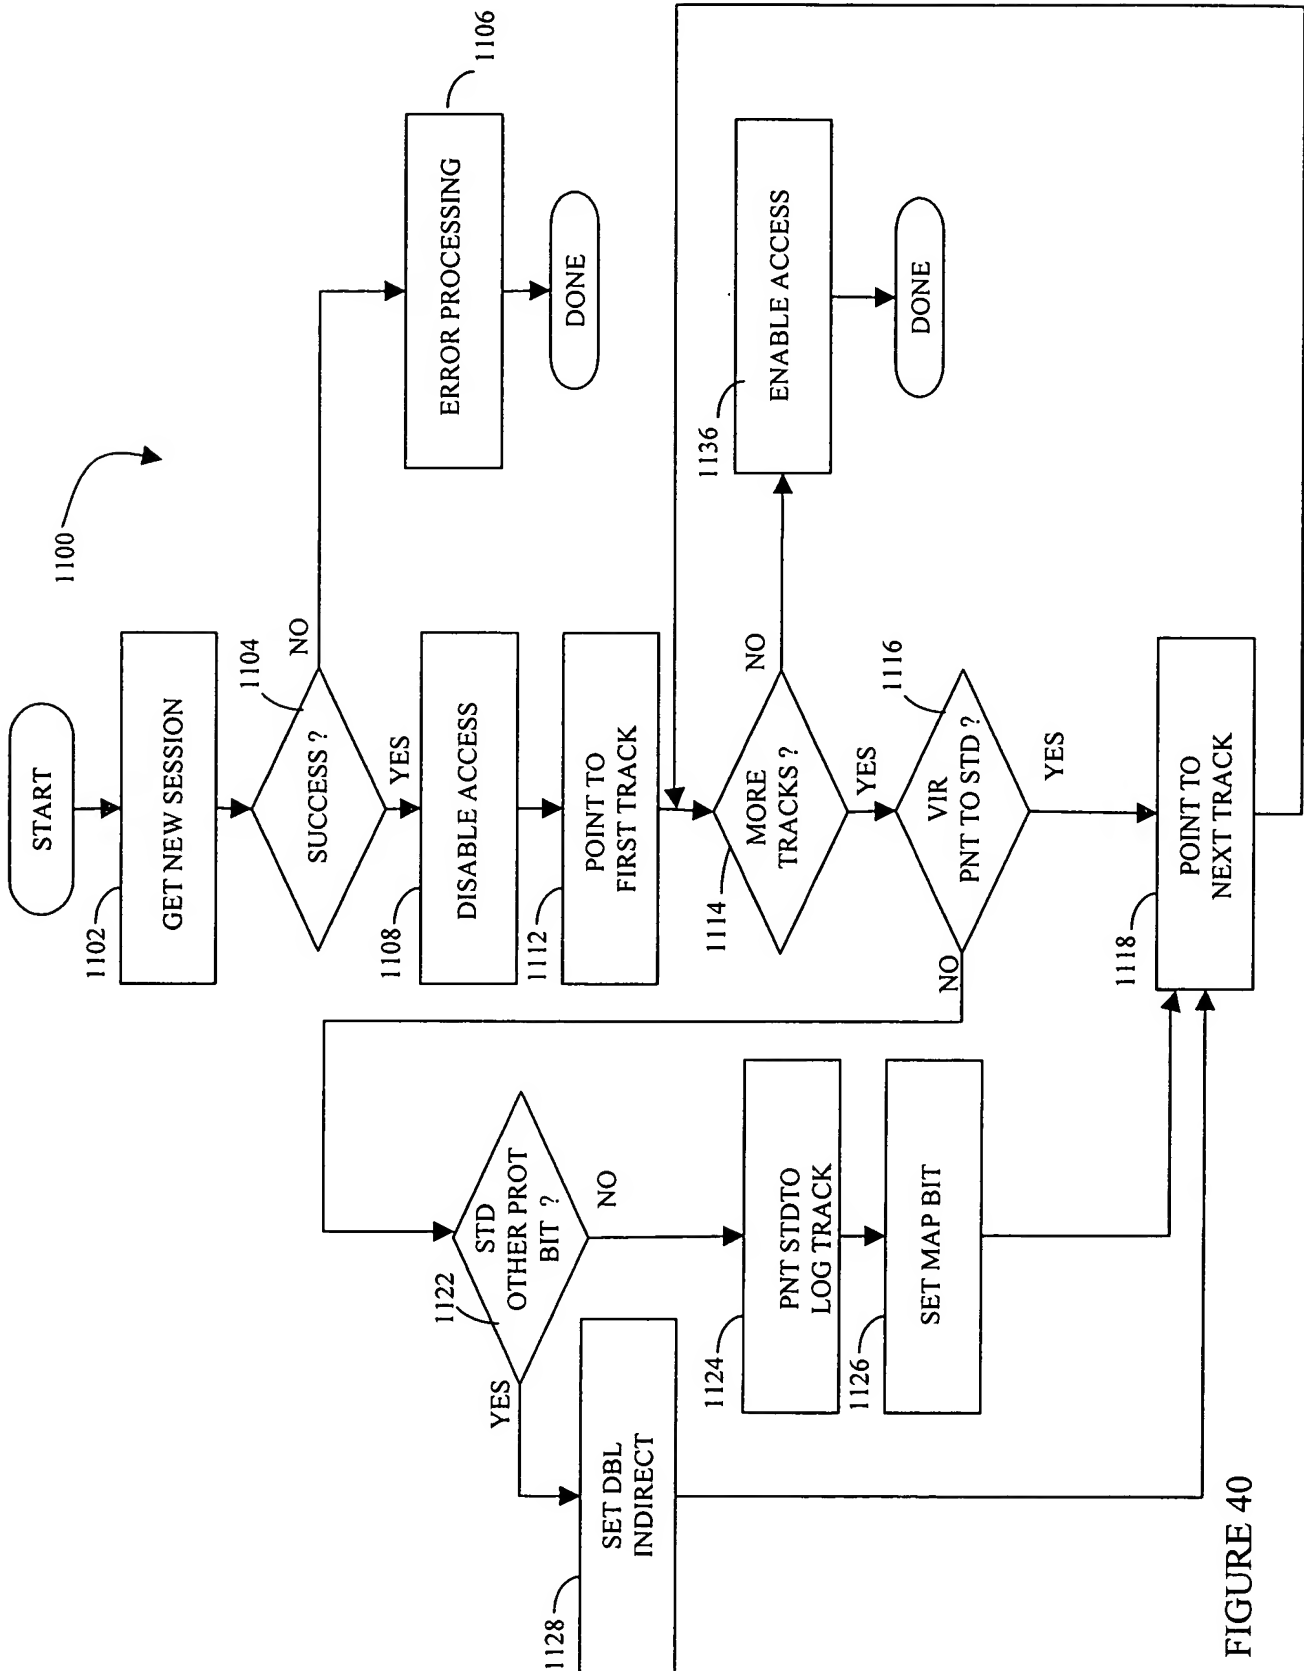 1100
START
1102
GET NEW SESSION
1104
SUCCESS ?
NO
YES
1106
ERROR PROCESSING
DONE
1108
DISABLE ACCESS
1112
POINT TO
FIRST TRACK
1114
MORE
TRACKS ?
NO
YES
1136
ENABLE ACCESS
DONE
1116
VIR
PNT TO STD ?
NO
YES
1118
POINT TO
NEXT TRACK
1122
STD
OTHER PROT
BIT ?
YES
NO
1124
PNT STDTO
LOG TRACK
1126
SET MAP BIT
1128
SET DBL
INDIRECT
FIGURE 40